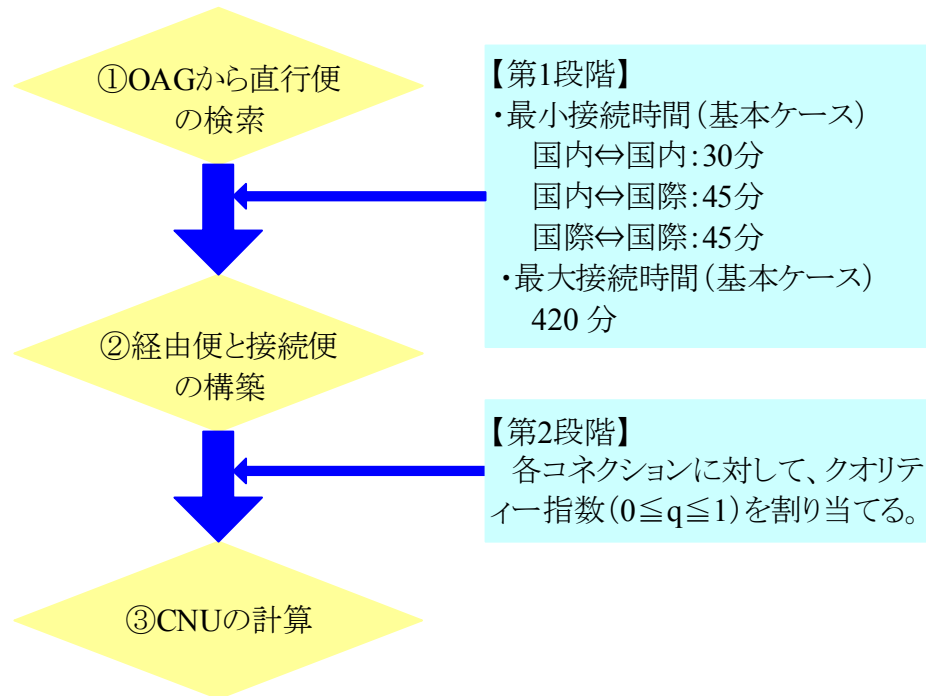 ①OAGから直行便
の検索
【第1段階】
・最小接続時間（基本ケース）
国内⇔国内：30分
国内⇔国際：45分
国際⇔国際：45分
・最大接続時間（基本ケース）
420 分
②経由便と接続便
の構築
【第2段階】
各コネクションに対して、クオリテ
ィー指数（0≦q≦1）を割り当てる。
③CNUの計算